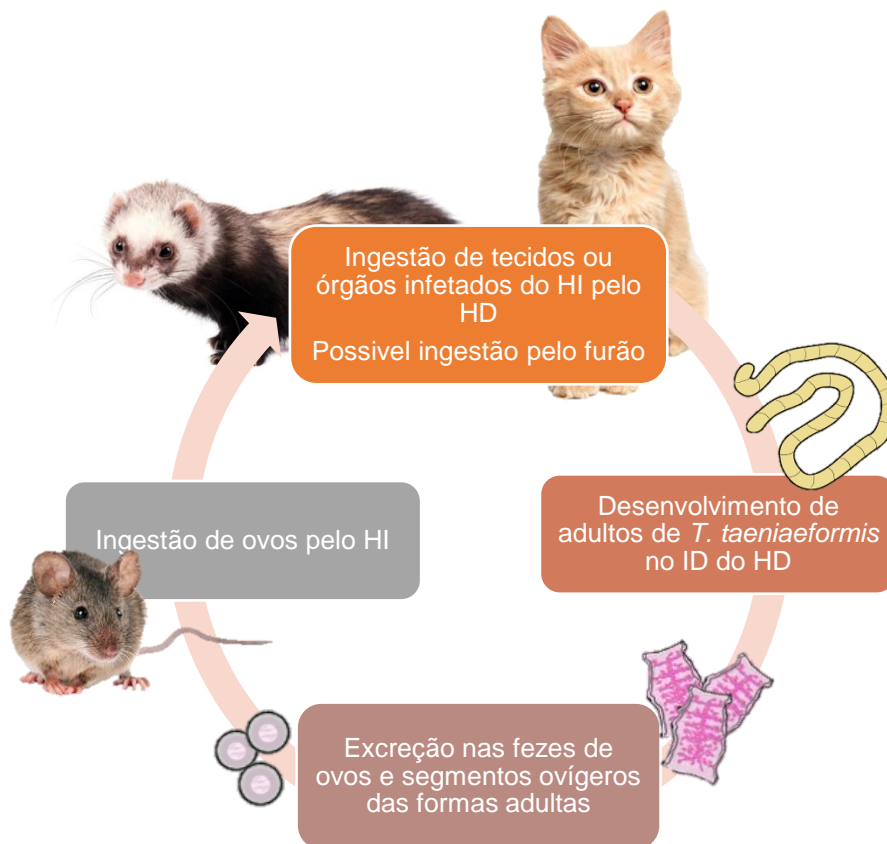 Ingestão de tecidos ou
órgãos infetados do HI pelo
HD
Possivel ingestão pelo furão
Desenvolvimento de
adultos de T. taeniaeformis
no ID do HD
Excreção nas fezes de
ovos e segmentos ovígeros
das formas adultas
Ingestão de ovos pelo HI